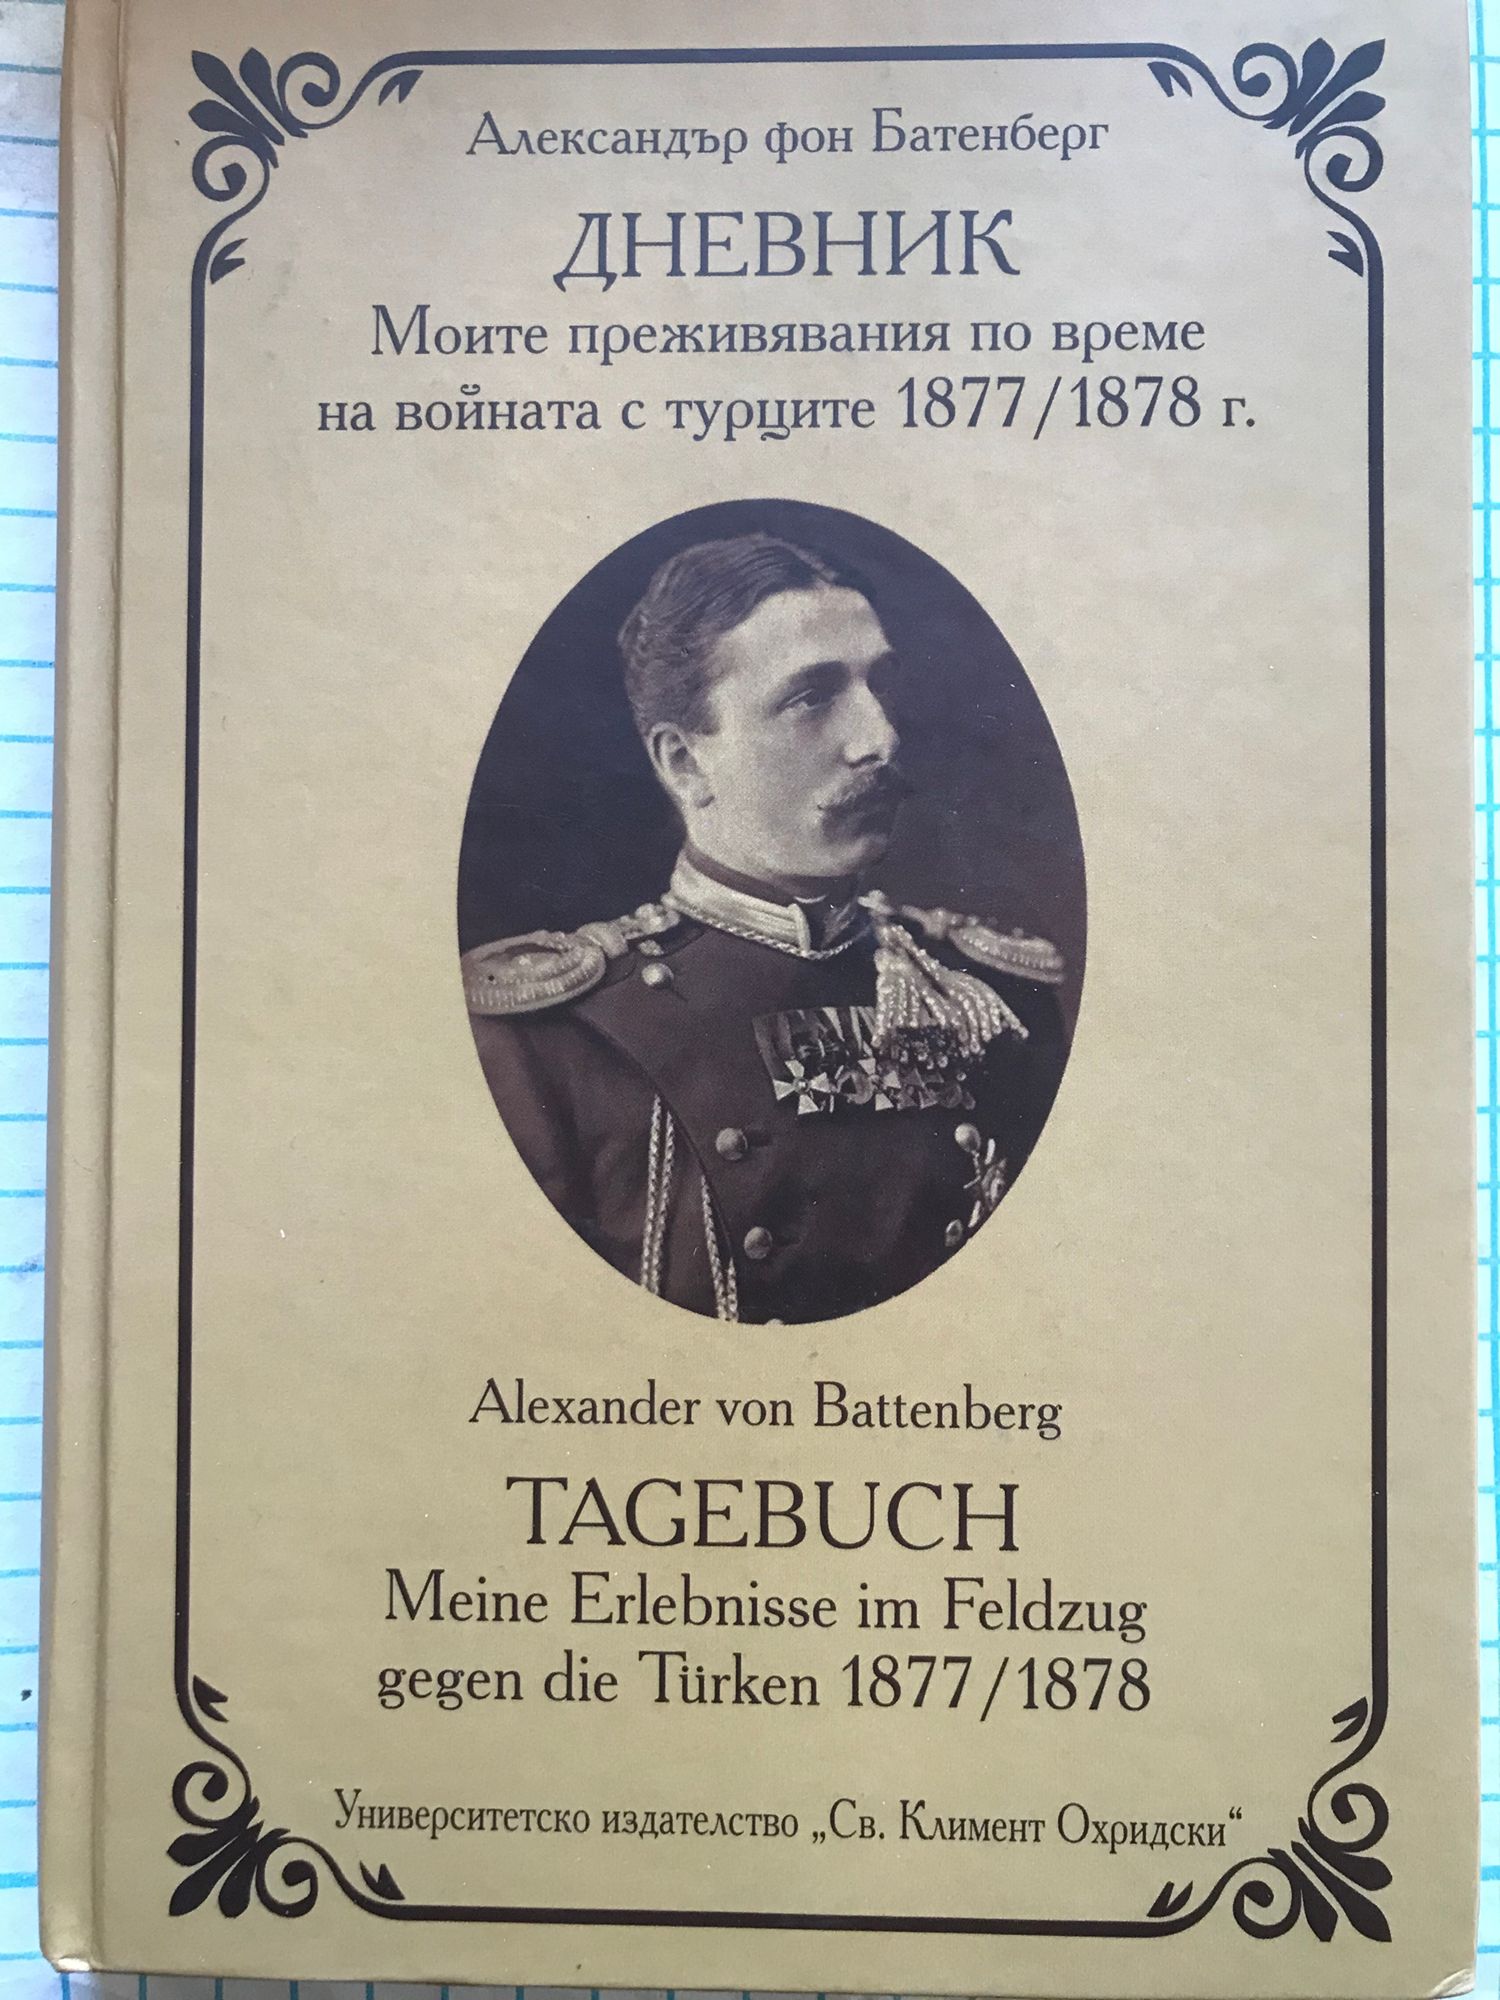 Александър фон Батенберг
ДНЕВНИК
Моите преживявания по време
на войната с турците 1877/1878 г.
Alexander von Battenberg
TAGEBUCH
Meine Erlebnisse im Feldzug
gegen die Türken 1877/1878
Университетско издателство „Св. Климент Охридски“